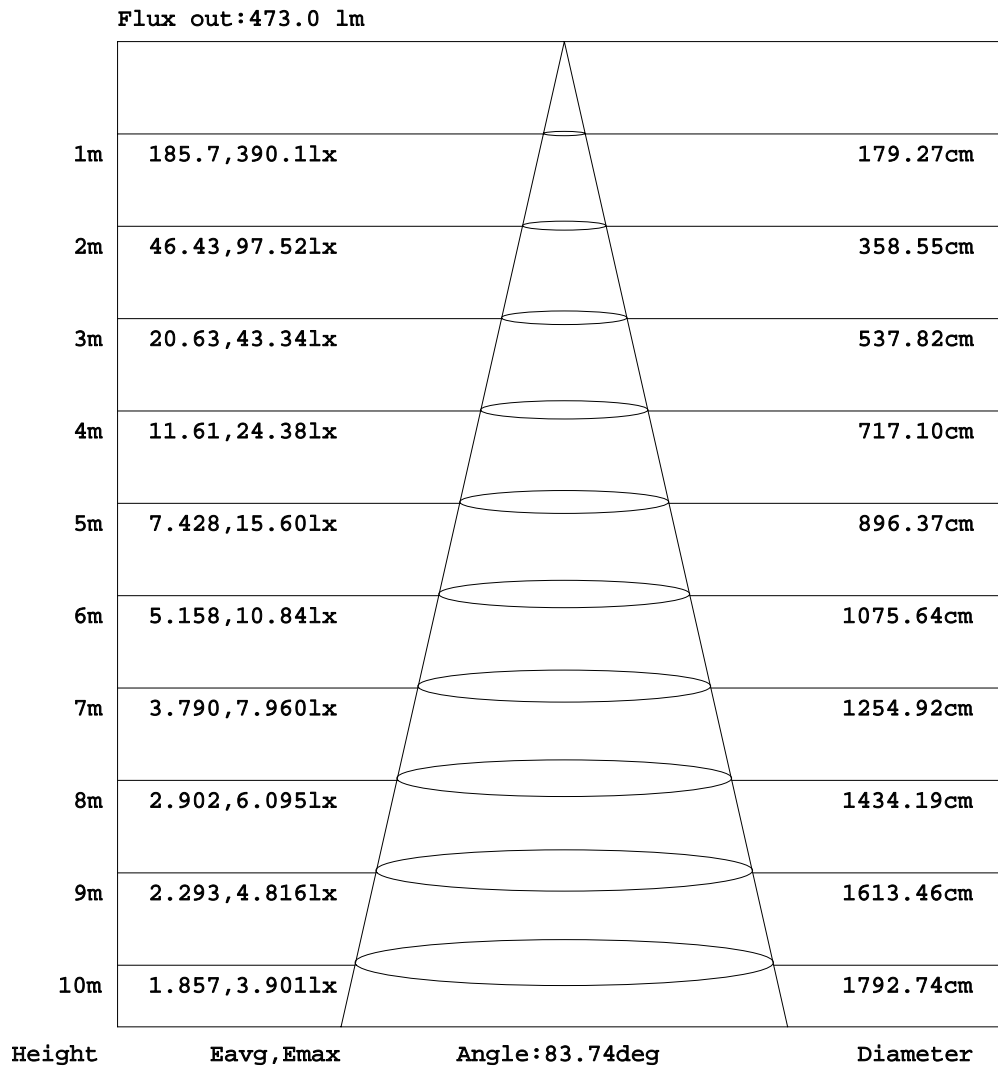 Flux out:473.0 lm
1m 185.7,390.1lx 179.27cm
2m 46.43,97.52lx 358.55cm
3m 20.63,43.34lx 537.82cm
4m 11.61,24.38lx 717.10cm
5m 7.428,15.60lx 896.37cm
6m 5.158,10.84lx 1075.64cm
7m 3.790,7.960lx 1254.92cm
8m 2.902,6.095lx 1434.19cm
9m 2.293,4.816lx 1613.46cm
10m 1.857,3.901lx 1792.74cm
Height Eavg,Emax Angle:83.74deg Diameter